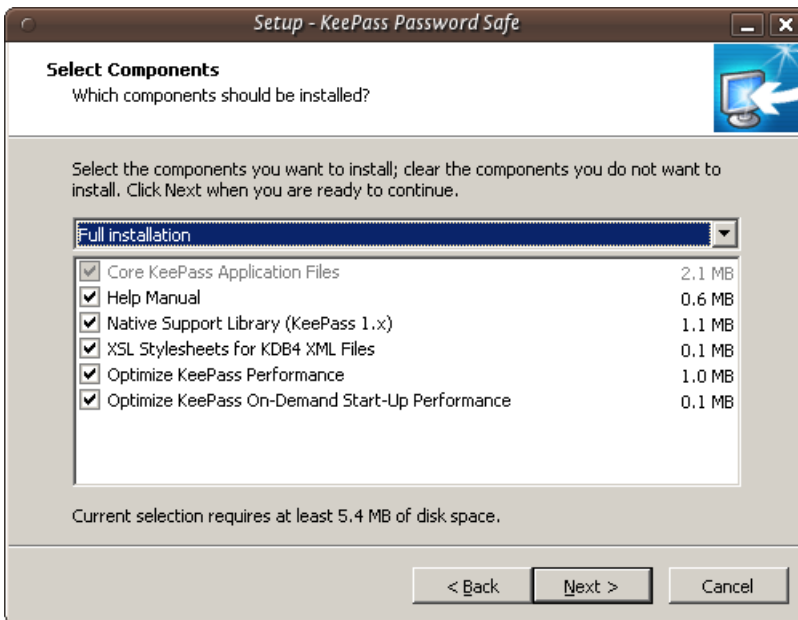 Setup - KeePass Password Safe
Select Components
Which components should be installed?
Select the components you want to install; clear the components you do not want to
install. Click Next when you are ready to continue.
Full installation
Core KeePass Application Files 2.1 MB
Help Manual 0.6 MB
Native Support Library (KeePass 1.x) 1.1 MB
XSL Stylesheets for KDB4 XML Files 0.1 MB
Optimize KeePass Performance 1.0 MB
Optimize KeePass On-Demand Start-Up Performance 0.1 MB
Current selection requires at least 5.4 MB of disk space.
< Back Next > Cancel